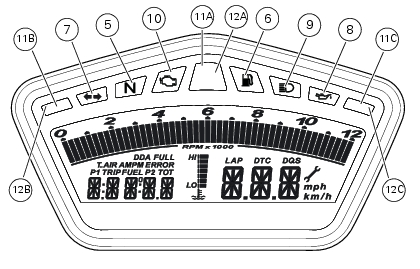 10 11A 12A 6
11B 7 5 9 8 11C
N
0 2 4 6 8 10 12
RPM x 1000
12B 12C
DDA FULL HI LAP DTC DQS
T.AIR AMPM ERROR
P1 TRIP FUEL P2 TOT
LO mph
km/h